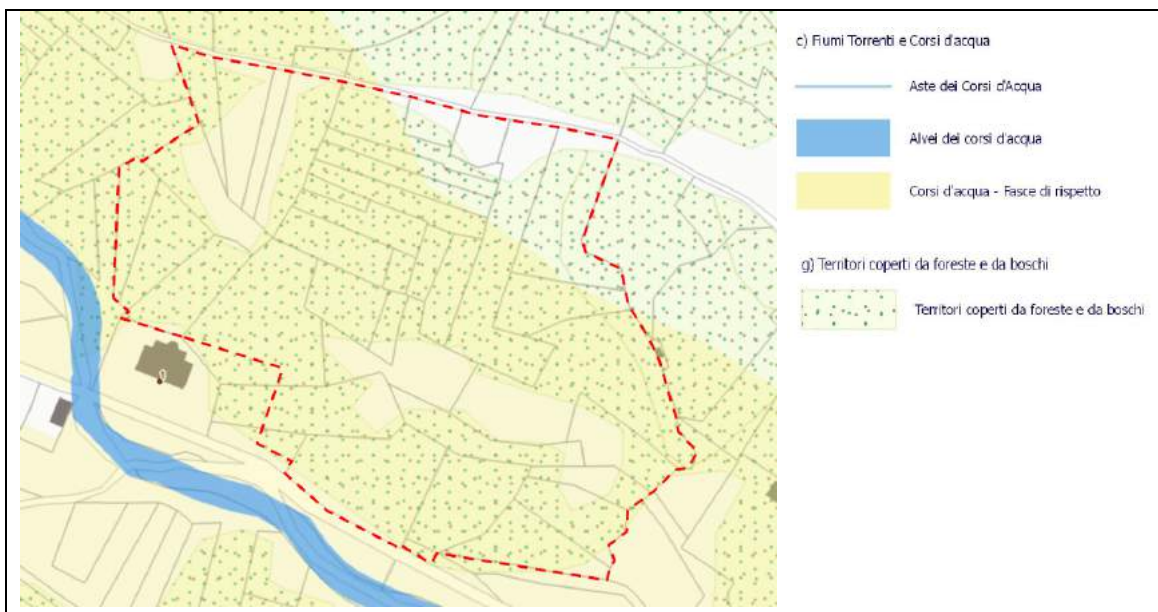 c) Fiumi Torrenti e Corsi d'acqua
Aste dei Corsi d'Acqua
Alvei dei corsi d'acqua
Corsi d'acqua - Fasce di rispetto
g) Territori coperti da foreste e da boschi
Territori coperti da foreste e da boschi